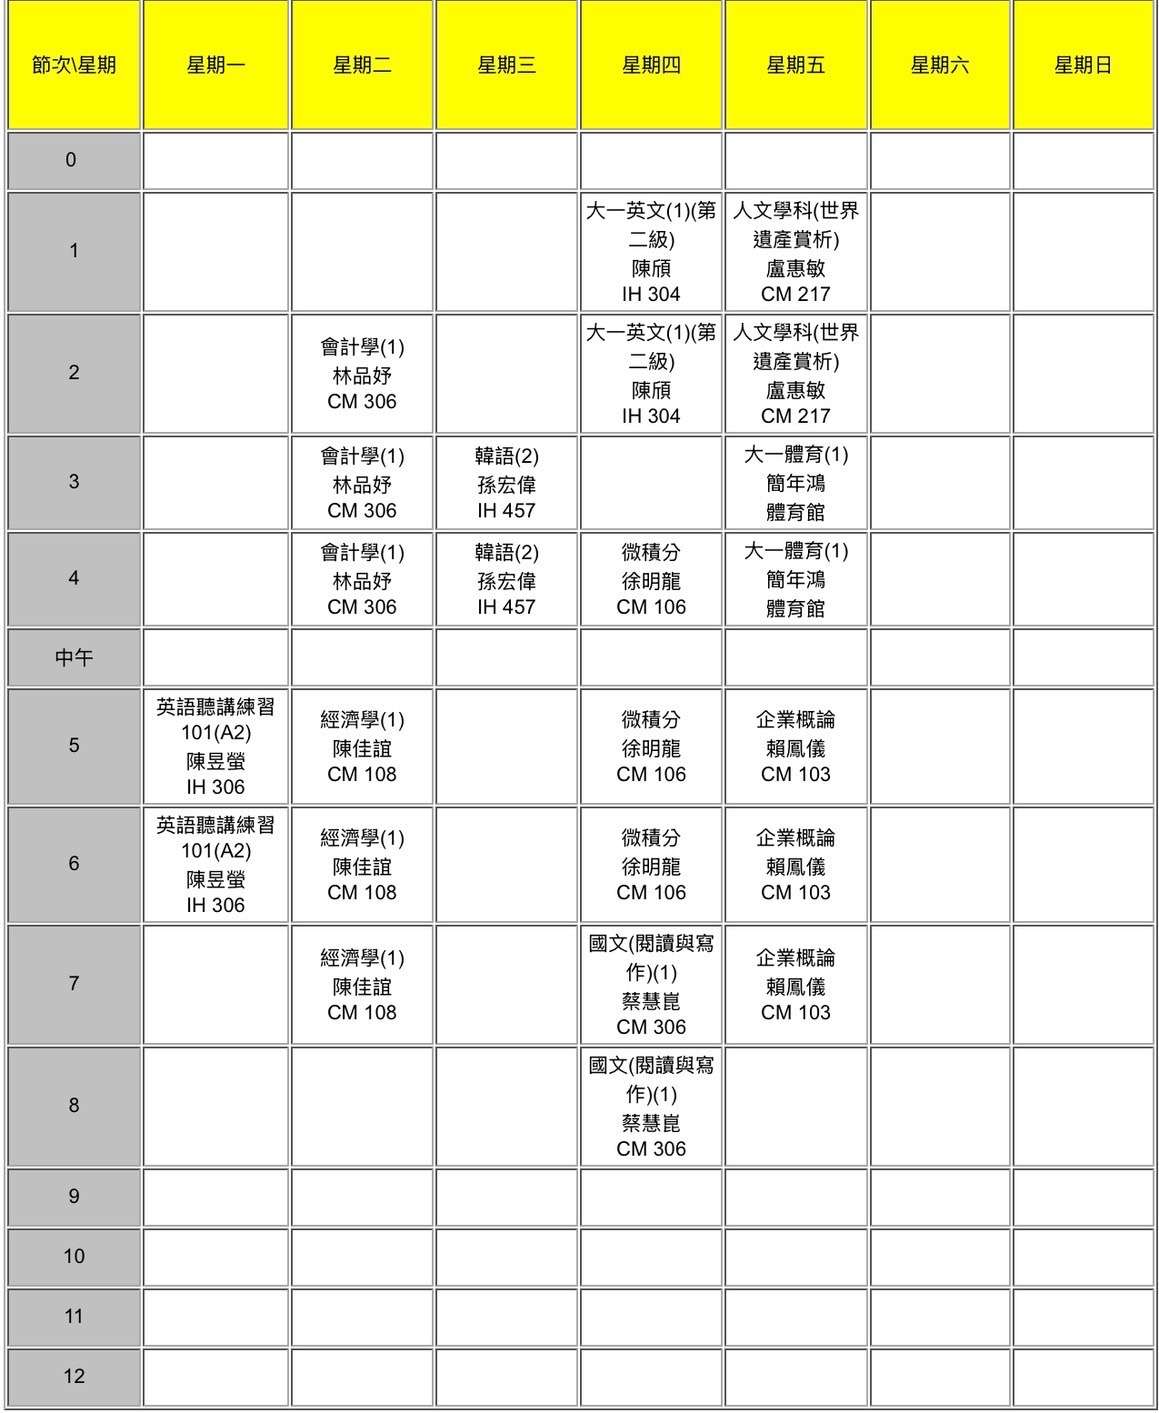 節次\星期 星期一 星期二 星期三 星期四 星期五 星期六 星期日
0
1
大一英文(1)(第
二級)
陳頎
IH 304
人文學科(世界
遺產賞析)
盧惠敏
CM 217
2
會計學(1)
林品妤
CM 306
大一英文(1)(第
二級)
陳頎
IH 304
人文學科(世界
遺產賞析)
盧惠敏
CM 217
3
會計學(1)
林品妤
CM 306
韓語(2)
孫宏偉
IH 457
大一體育(1)
簡年鴻
體育館
4
會計學(1)
林品妤
CM 306
韓語(2)
孫宏偉
IH 457
微積分
徐明龍
CM 106
大一體育(1)
簡年鴻
體育館
中午
5
英語聽講練習
101(A2)
陳昱螢
IH 306
經濟學(1)
陳佳誼
CM 108
微積分
徐明龍
CM 106
企業概論
賴鳳儀
CM 103
6
英語聽講練習
101(A2)
陳昱螢
IH 306
經濟學(1)
陳佳誼
CM 108
微積分
徐明龍
CM 106
企業概論
賴鳳儀
CM 103
7
經濟學(1)
陳佳誼
CM 108
國文(閱讀與寫
作)(1)
蔡慧崑
CM 306
企業概論
賴鳳儀
CM 103
8
國文(閱讀與寫
作)(1)
蔡慧崑
CM 306
9
10
11
12